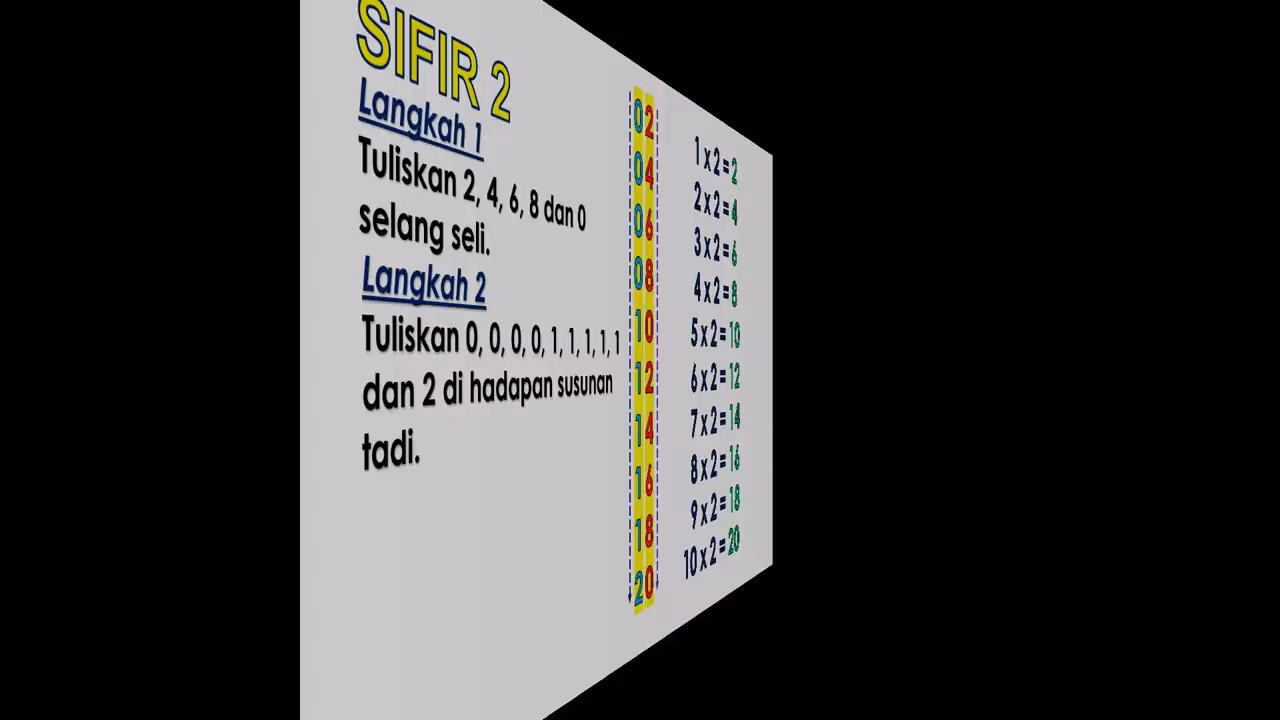 SIFIR 2
Langkah 1
Tuliskan 2, 4, 6, 8 dan 0
selang seli.
Langkah 2
Tuliskan 0, 0, 0, 0, 1, 1, 1, 1, 1
dan 2 di hadapan susunan
tadi.
02
04
06
08
10
12
14
16
18
20
1 x 2 = 2
2 x 2 = 4
3 x 2 = 6
4 x 2 = 8
5 x 2 = 10
6 x 2 = 12
7 x 2 = 14
8 x 2 = 16
9 x 2 = 18
10 x 2 = 20